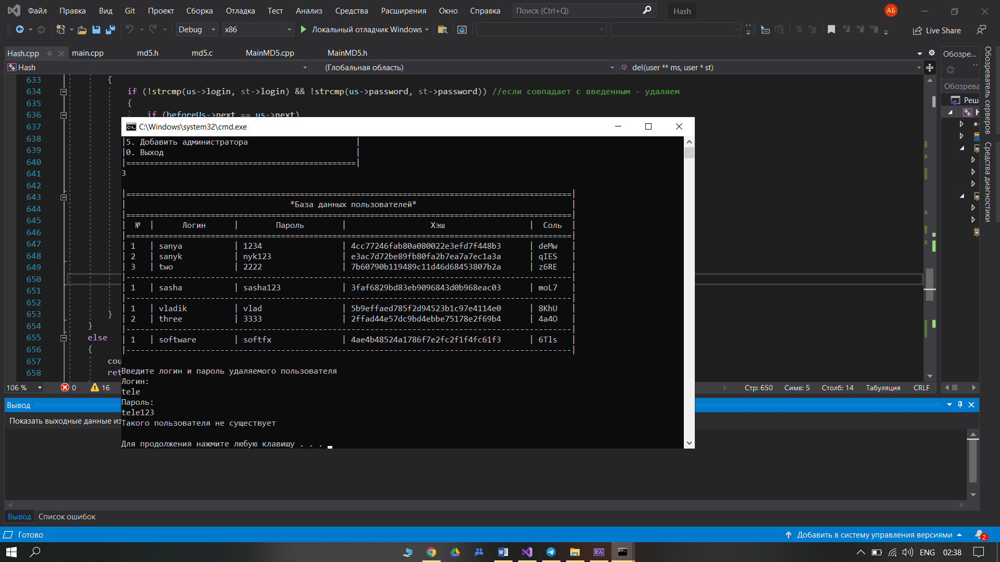 Файл Правка Вид Git Проект Сборка Отладка Тест Анализ Средства Расширения Окно Справка Поиск (Ctrl+Q) Hash АБ
Debug x86 Локальный отладчик Windows Live Share
Hash.cpp main.cpp md5.h md5.c MainMD5.cpp MainMD5.h Обозре...
Hash (Глобальная область) del(user ** ms, user * st)
Обозрева
Реше
Обозреватель серверов
Средства диагностики
633 {
634 if (!strcmp(us->login, st->login) && !strcmp(us->password, st->password)) //если совпадает с введенным - удаляем
635 {
636 if (beforeUs->next == us->next)
637
638
639
640
641
642
643
644
645
646
647
648
649
650
651
652
653 }
654 }
655 else
656 {
657 cou
658 ret
C:\Windows\system32\cmd.exe
|5. Добавить администратора |
|0. Выход |
|=================================================|
3
|===============================================================================================|
| *База данных пользователей* |
|===============================================================================================|
| № | Логин | Пароль | Хэш | Соль |
|===============================================================================================|
| 1 | sanya | 1234 | 4cc77246fab80a080022e3efd7f448b3 | deMw |
| 2 | sanyk | nyk123 | e3ac7d72be89fb80fa2b7ea7a7ec1a3a | qIES |
| 3 | two | 2222 | 7b60790b119489c11d46d68453807b2a | z6RE |
|-----------------------------------------------------------------------------------------------|
| 1 | sasha | sasha123 | 3faf6829bd83eb9096843d0b968eac03 | moL7 |
|-----------------------------------------------------------------------------------------------|
| 1 | vladik | vlad | 5b9effaed785f2d94523b1c97e4114e0 | 8KhU |
| 2 | three | 3333 | 2ffad44e57dc9bd4ebbe75178e2f69b4 | 4a4O |
|-----------------------------------------------------------------------------------------------|
| 1 | software | softfx | 4ae4b48524a1786f7e2fc2f1f4fc61f3 | 6Tls |
|-----------------------------------------------------------------------------------------------|
Введите логин и пароль удаляемого пользователя
Логин:
tele
Пароль:
tele123
Такого пользователя не существует
Для продолжения нажмите любую клавишу . . .
106 % 0 16 Стр: 650 Симв: 5 Столб: 14 Табуляция CRLF
Вывод
Показать выходные данные из
Вывод Список ошибок
Готово Добавить в систему управления версиями 2
ENG 02:38